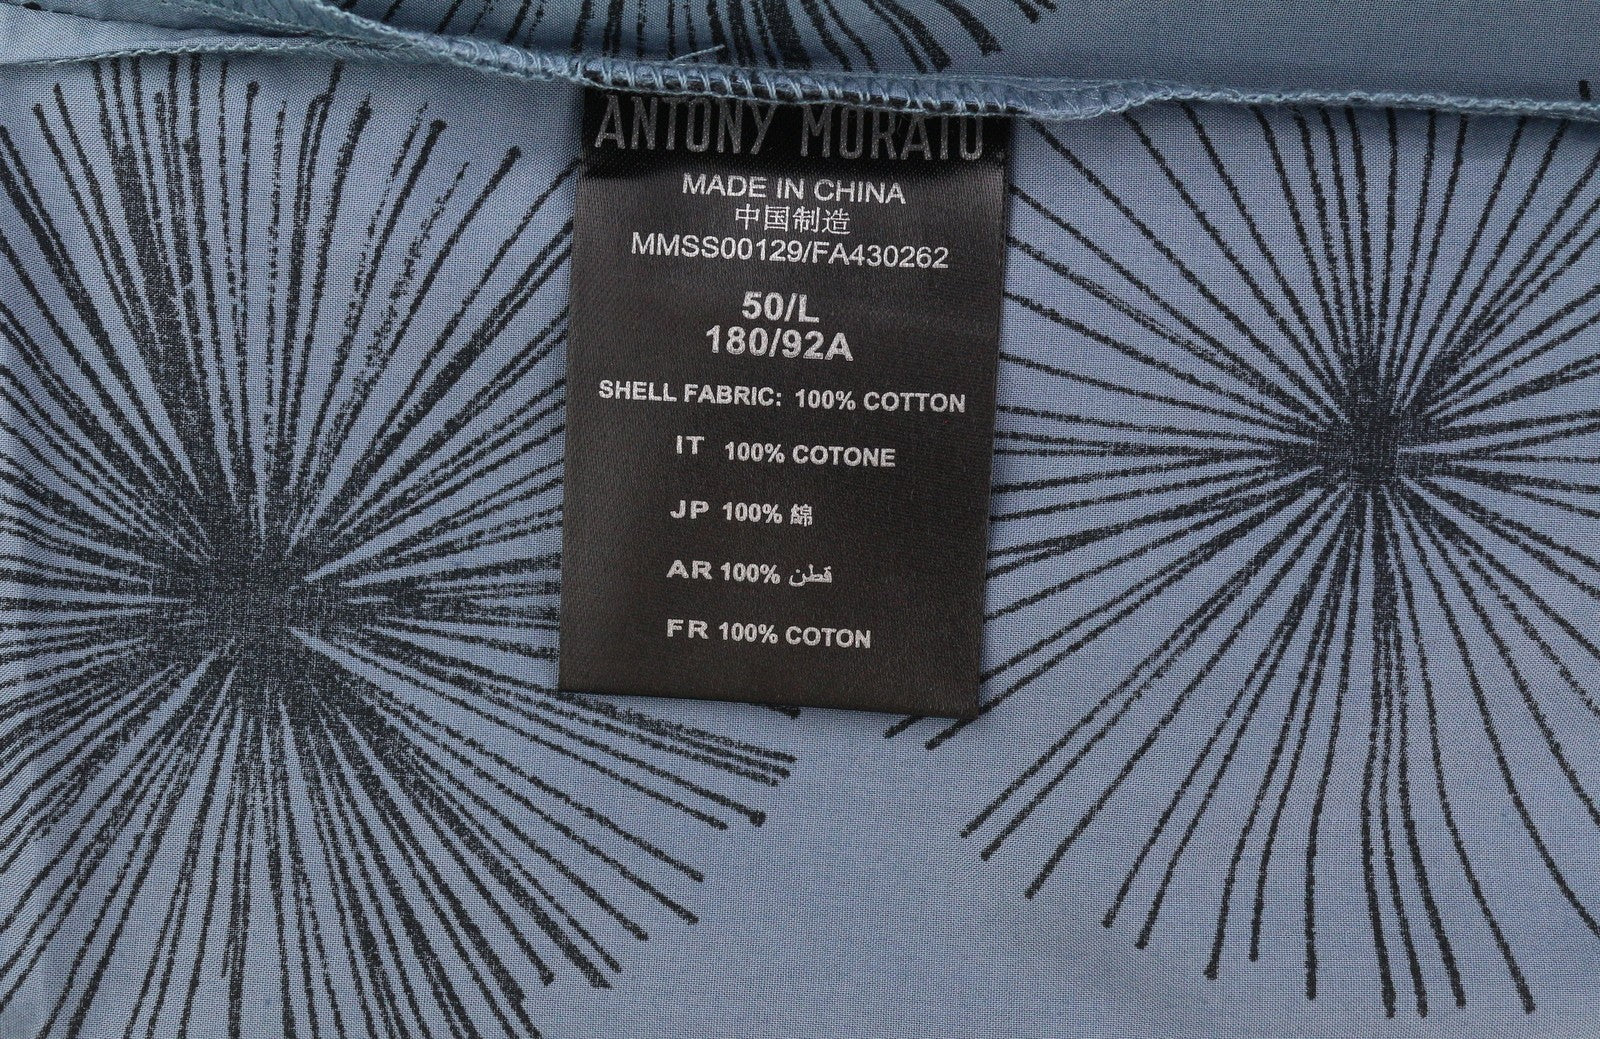 ANTONY MORATO
MADE IN CHINA
中国制造
MMSS00129/FA430262
50/L
180/92A
SHELL FABRIC: 100% COTTON
IT 100% COTONE
JP 100% 綿
AR 100% قطن
FR 100% COTON